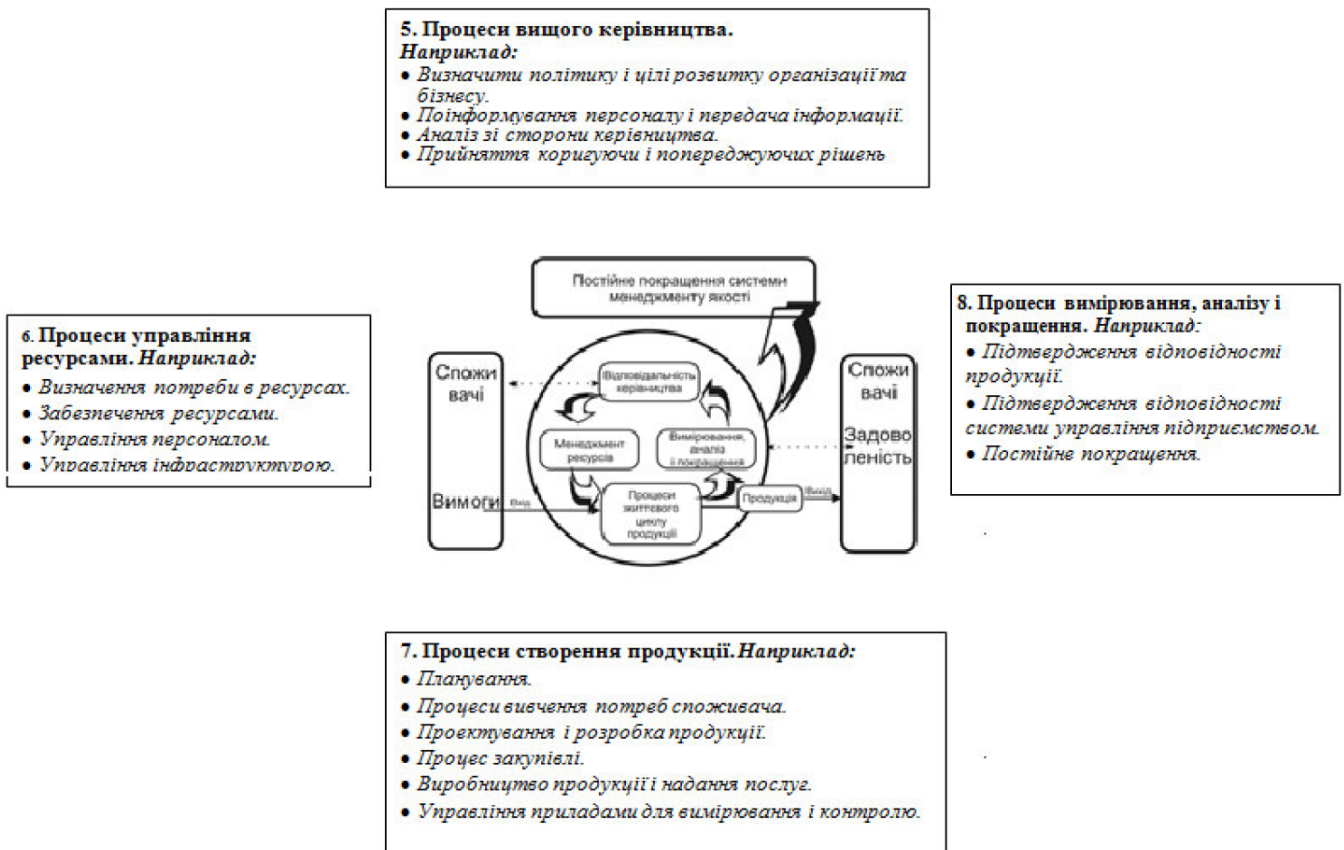 5. Процеси вищого керівництва.
Наприклад:
• Визначити політику і цілі розвитку організації та
бізнесу.
• Поінформування персоналу і передача інформації.
• Аналіз зі сторони керівництва.
• Прийняття коригуючи і попереджуючих рішень
6. Процеси управління
ресурсами. Наприклад:
• Визначення потреби в ресурсах.
• Забезпечення ресурсами.
• Управління персоналом.
• Управління інфраструктурою.
Постійне покращення системи
менеджменту якості
Спожи
вачі
Вимоги
Вхід
Відповідальність
керівництва
Менеджмент
ресурсів
Вимірювання,
аналіз
і покращення
Процеси
життєвого
циклу
продукції
Продукція
Вихід
Спожи
вачі
Задово
леність
8. Процеси вимірювання, аналізу і
покращення. Наприклад:
• Підтвердження відповідності
продукції.
• Підтвердження відповідності
системи управління підприємством.
• Постійне покращення.
7. Процеси створення продукції. Наприклад:
• Планування.
• Процеси вивчення потреб споживача.
• Проектування і розробка продукції.
• Процес закупівлі.
• Виробництво продукції і надання послуг.
• Управління приладами для вимірювання і контролю.